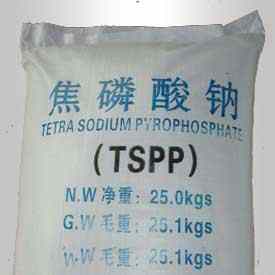 焦磷酸钠
TETRA SODIUM PYROPHOSPHATE
(TSPP)
N.W 净重: 25.0kgs
G.W 毛重: 25.1kgs
W 毛重: 25.1kgs